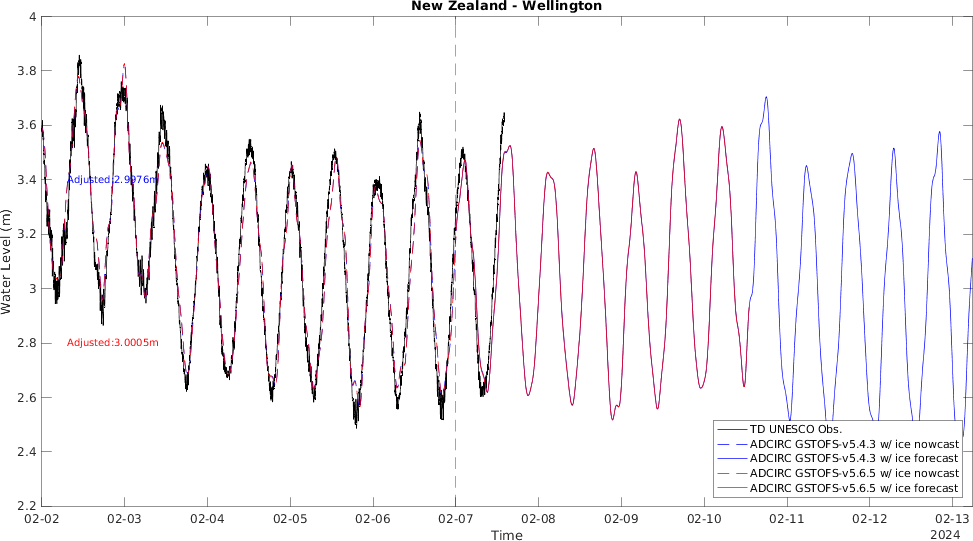 New Zealand - Wellington
4
3.8
3.6
3.4
3.2
3
2.8
2.6
2.4
2.2
Water Level (m)
Adjusted:2.9976m
Adjusted:3.0005m
TD UNESCO Obs.
ADCIRC GSTOFS-v5.4.3 w/ ice nowcast
ADCIRC GSTOFS-v5.4.3 w/ ice forecast
ADCIRC GSTOFS-v5.6.5 w/ ice nowcast
ADCIRC GSTOFS-v5.6.5 w/ ice forecast
02-02 02-03 02-04 02-05 02-06 02-07 02-08 02-09 02-10 02-11 02-12 02-13
Time 2024